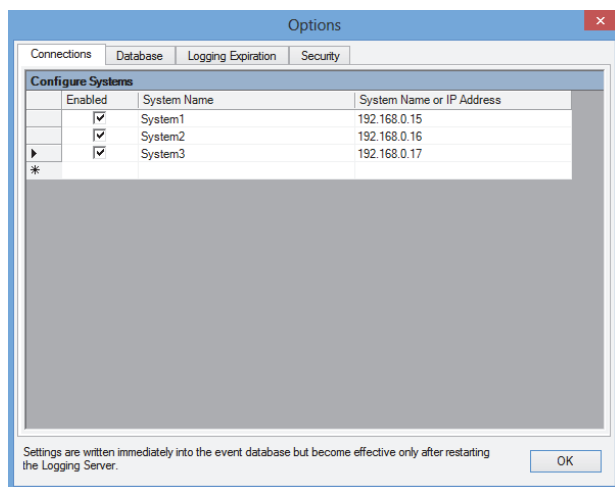 Options
Connections Database Logging Expiration Security
Configure Systems
Enabled System Name System Name or IP Address
System1 192.168.0.15
System2 192.168.0.16
System3 192.168.0.17
Settings are written immediately into the event database but become effective only after restarting
the Logging Server.
OK